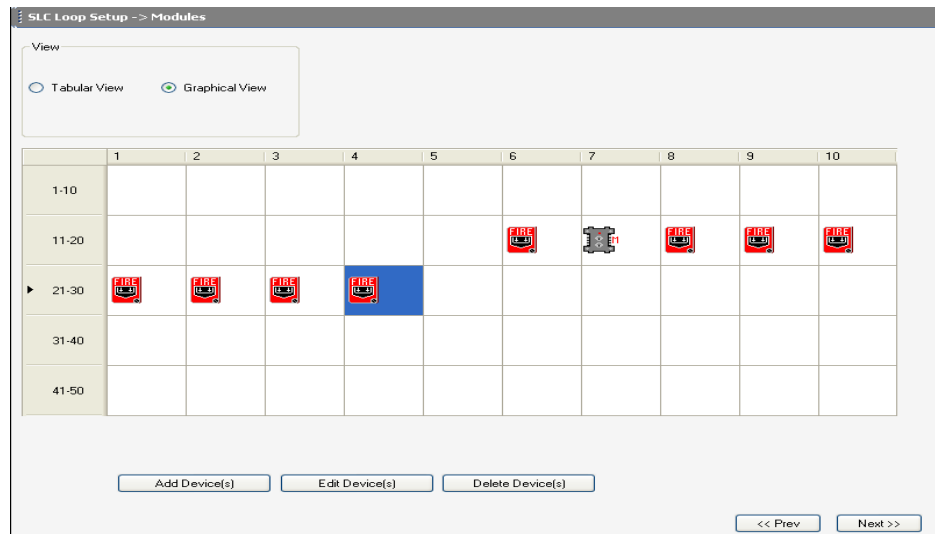 SLC Loop Setup -> Modules
View
Tabular View Graphical View
1 2 3 4 5 6 7 8 9 10
1-10
11-20 FIRE M FIRE FIRE FIRE
21-30 FIRE FIRE FIRE FIRE
31-40
41-50
Add Device(s) Edit Device(s) Delete Device(s)
<< Prev Next >>